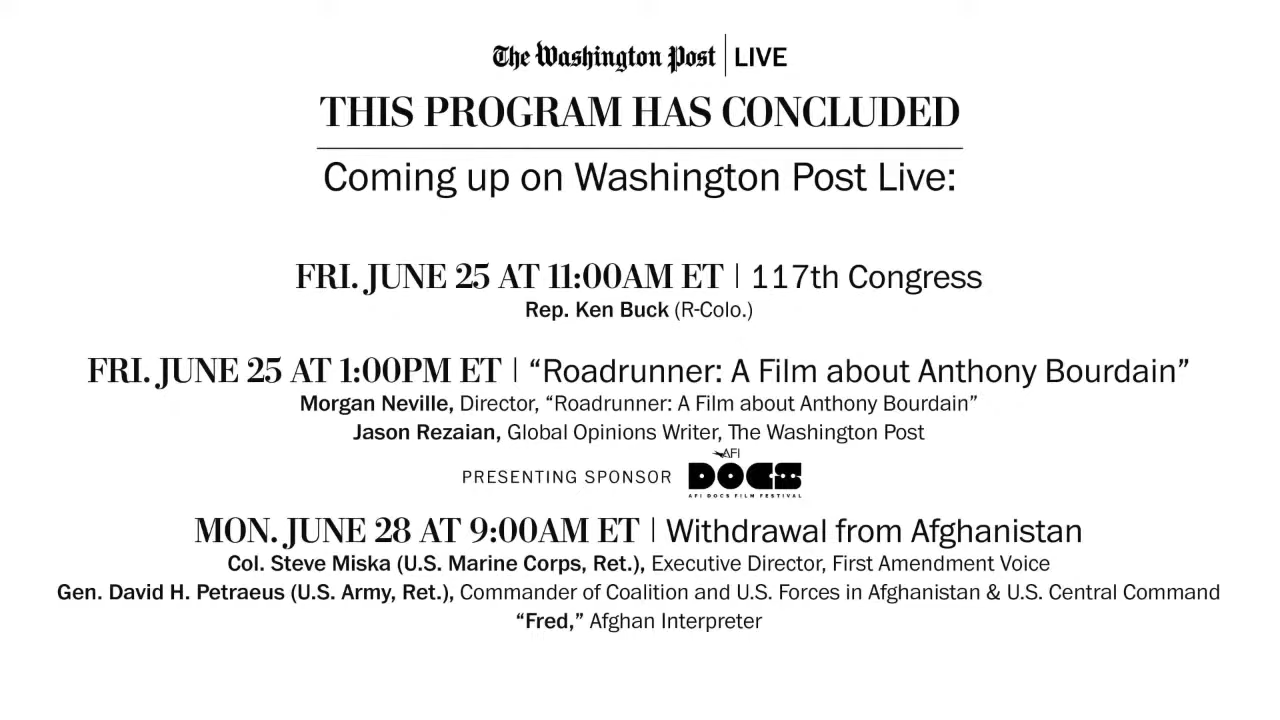 The Washington Post | LIVE
THIS PROGRAM HAS CONCLUDED
Coming up on Washington Post Live:
FRI. JUNE 25 AT 11:00AM ET | 117th Congress
Rep. Ken Buck (R-Colo.)
FRI. JUNE 25 AT 1:00PM ET | “Roadrunner: A Film about Anthony Bourdain”
Morgan Neville, Director, “Roadrunner: A Film about Anthony Bourdain”
Jason Rezaian, Global Opinions Writer, The Washington Post
AFI
PRESENTING SPONSOR DOCS
AFI DOCS FILM FESTIVAL
MON. JUNE 28 AT 9:00AM ET | Withdrawal from Afghanistan
Col. Steve Miska (U.S. Marine Corps, Ret.), Executive Director, First Amendment Voice
Gen. David H. Petraeus (U.S. Army, Ret.), Commander of Coalition and U.S. Forces in Afghanistan & U.S. Central Command
“Fred,” Afghan Interpreter